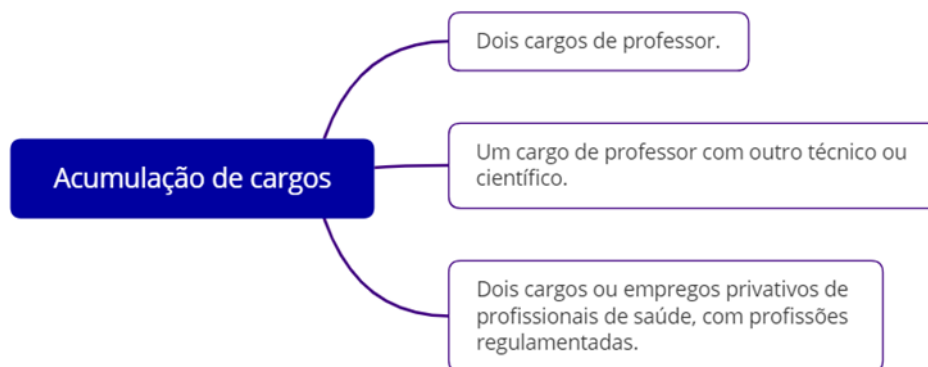 Dois cargos de professor.
Acumulação de cargos
Um cargo de professor com outro técnico ou
científico.
Dois cargos ou empregos privativos de
profissionais de saúde, com profissões
regulamentadas.